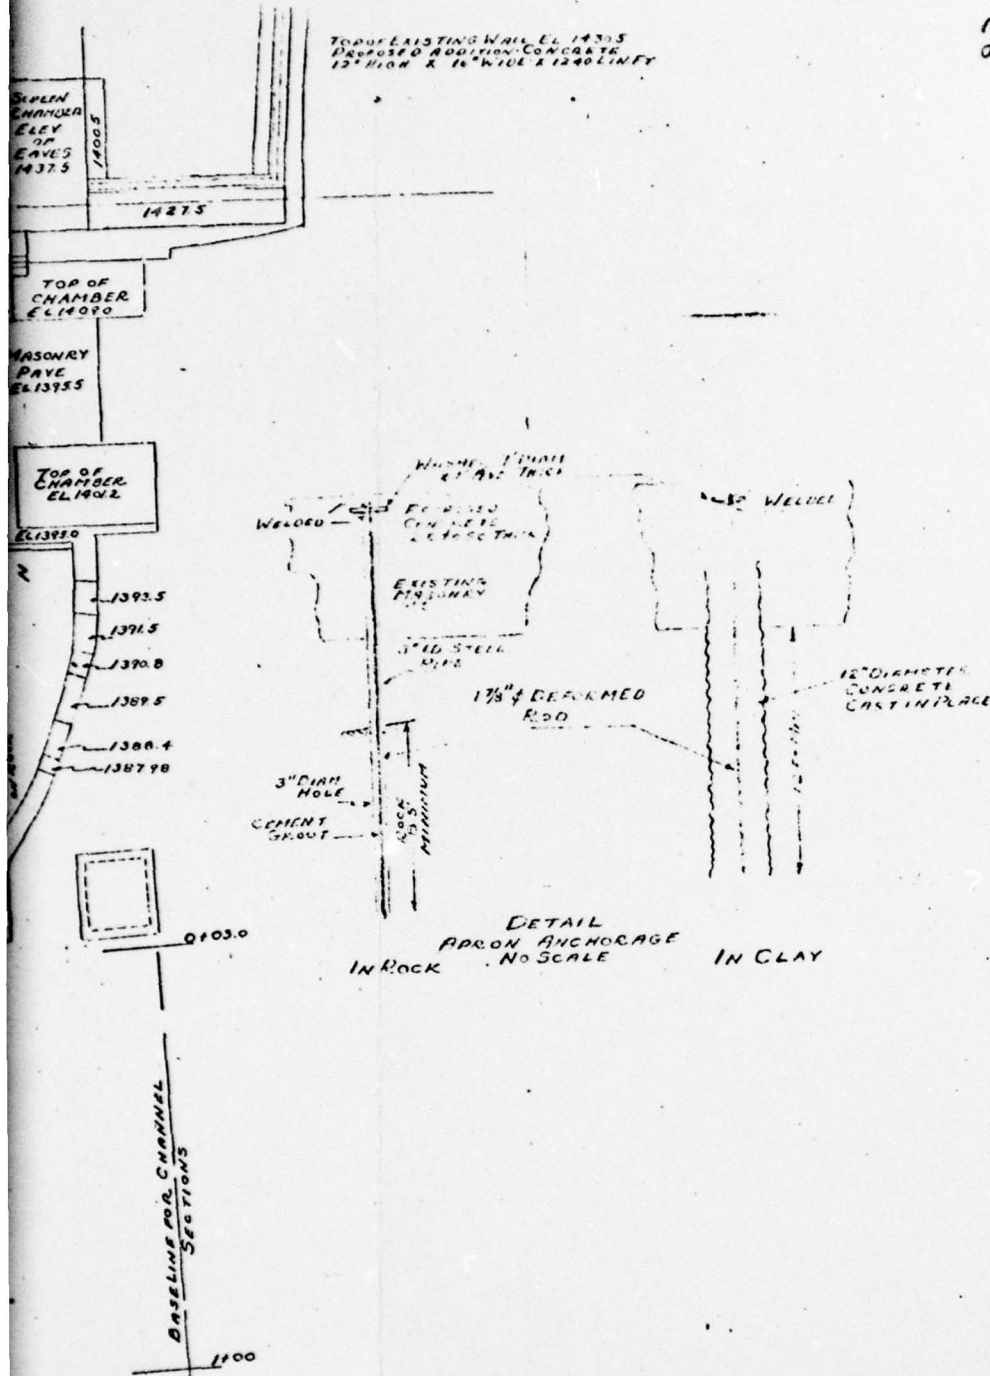 TOP OF EXISTING WALL EL 1430.5
PROPOSED ADDITION-CONCRETE
12" HIGH & 16" WIDE & 1240 LIN FT
SCREEN
CHAMBER
ELEV
OF
EAVES
1437.5
1400.5
1427.5
TOP OF
CHAMBER
EL 1409.0
MASONRY
PAVE
EL 1395.5
TOP OF
CHAMBER
EL 1401.2
EL 1395.0
N
1393.5
1391.5
1390.8
1389.5
1388.4
1387.98
0+03.0
BASELINE FOR CHANNEL
SECTIONS
1+00
WELDED
CONCRETE
EXISTING
MASONRY
3" I.D. STEEL
PIPE
1 7/8" ⌀ DEFORMED
ROD
3" DIAM
HOLE
CEMENT
GROUT
ROCK
MINIMUM
WELDED
12" DIAMETER
CONCRETE
CAST IN PLACE
DETAIL
APRON ANCHORAGE
NO SCALE
IN ROCK
IN CLAY